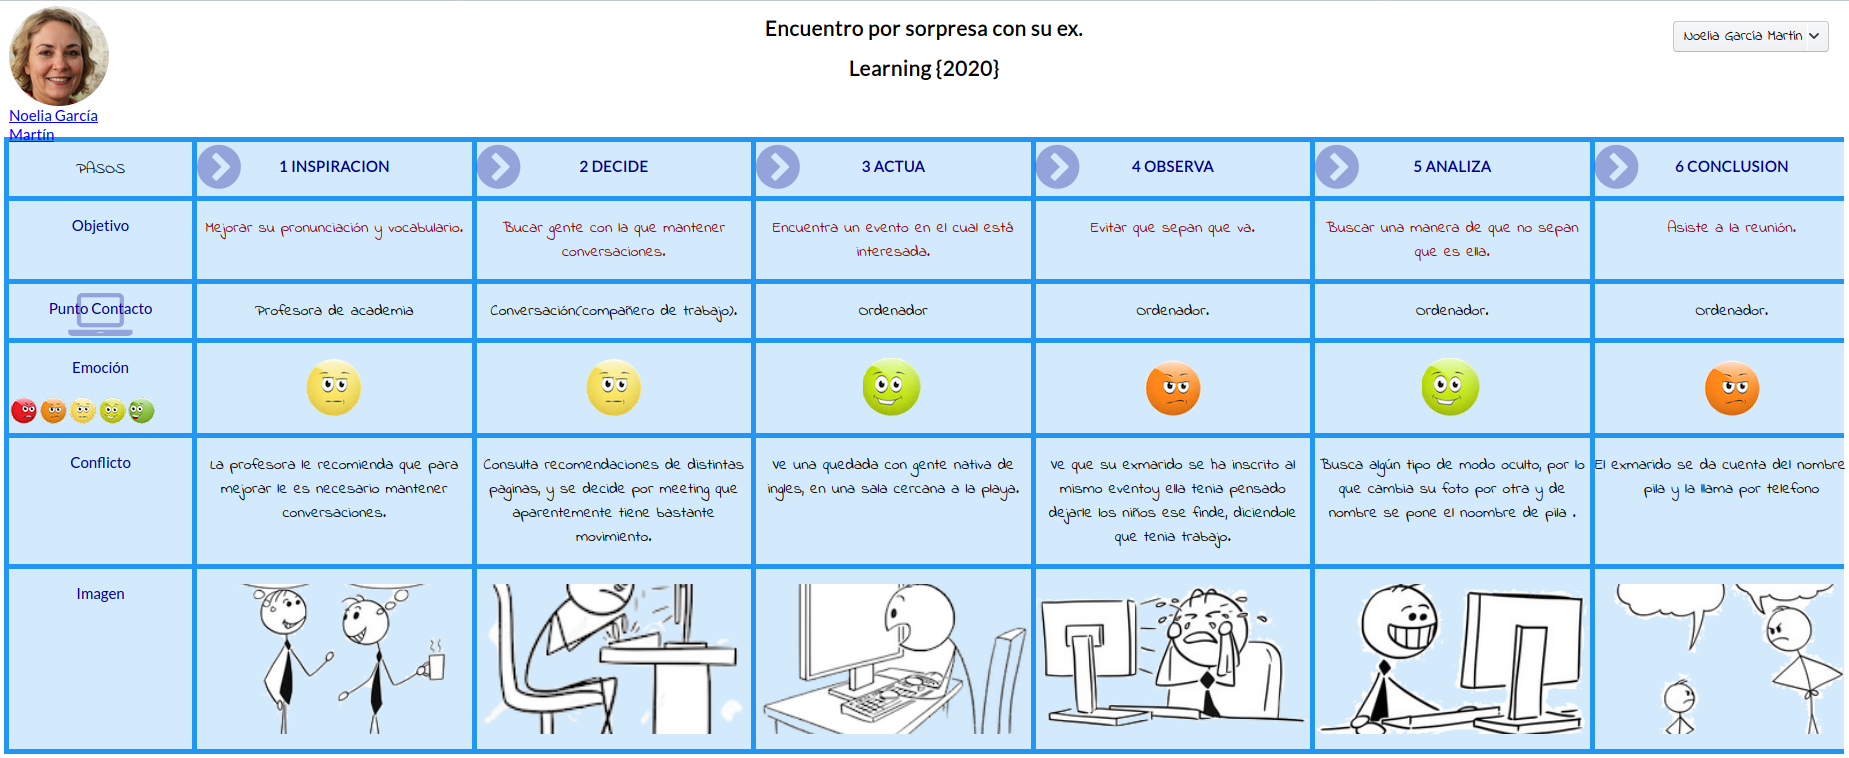 Encuentro por sorpresa con su ex.
Learning {2020}
Noelia García Martín
Noelia García
Martín
PASOS
1 INSPIRACION
2 DECIDE
3 ACTUA
4 OBSERVA
5 ANALIZA
6 CONCLUSION
Objetivo
Mejorar su pronunciación y vocabulario.
Bucar gente con la que mantener
conversaciones.
Encuentra un evento en el cual está
interesada.
Evitar que sepan que va.
Buscar una manera de que no sepan
que es ella.
Asiste a la reunión.
Punto Contacto
Profesora de academia
Conversación(compañero de trabajo).
Ordenador
Ordenador.
Ordenador.
Ordenador.
Emoción
Conflicto
La profesora le recomienda que para
mejorar le es necesario mantener
conversaciones.
Consulta recomendaciones de distintas
paginas, y se decide por meeting que
aparentemente tiene bastante
movimiento.
Ve una quedada con gente nativa de
ingles, en una sala cercana a la playa.
Ve que su exmarido se ha inscrito al
mismo eventoy ella tenia pensado
dejarle los niños ese finde, diciendole
que tenia trabajo.
Busca algún tipo de modo oculto, por lo
que cambia su foto por otra y de
nombre se pone el noombre de pila .
El exmarido se da cuenta del nombre
pila y la llama por telefono
Imagen